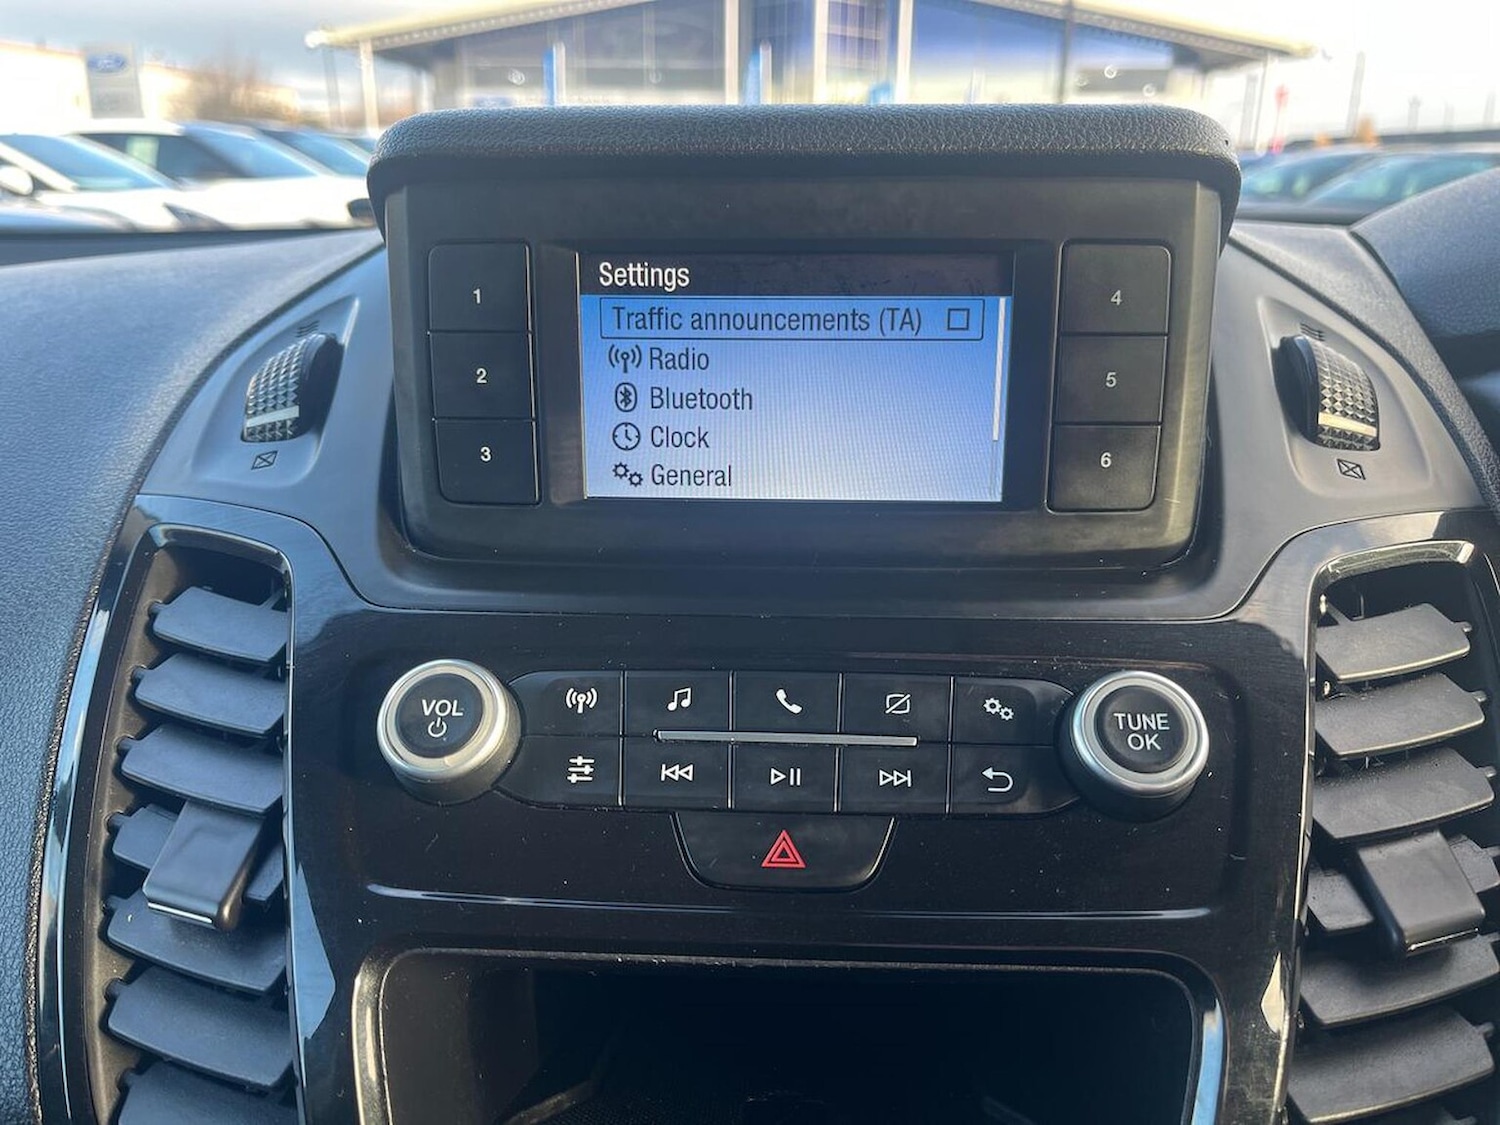 Settings
Traffic announcements (TA)
Radio
Bluetooth
Clock
General
1
2
3
4
5
6
VOL
TUNE
OK